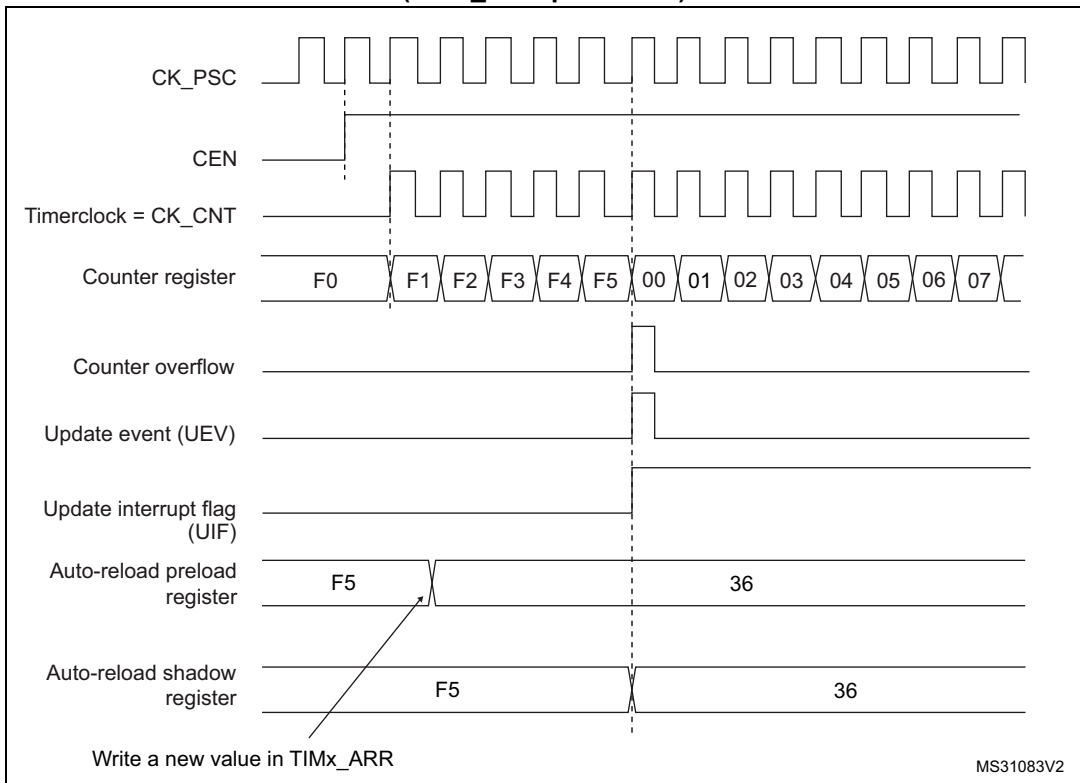 CK_PSC
CEN
Timerclock = CK_CNT
Counter register
F0 F1 F2 F3 F4 F5 00 01 02 03 04 05 06 07
Counter overflow
Update event (UEV)
Update interrupt flag
(UIF)
Auto-reload preload
register
F5 36
Auto-reload shadow
register
F5 36
Write a new value in TIMx_ARR
MS31083V2